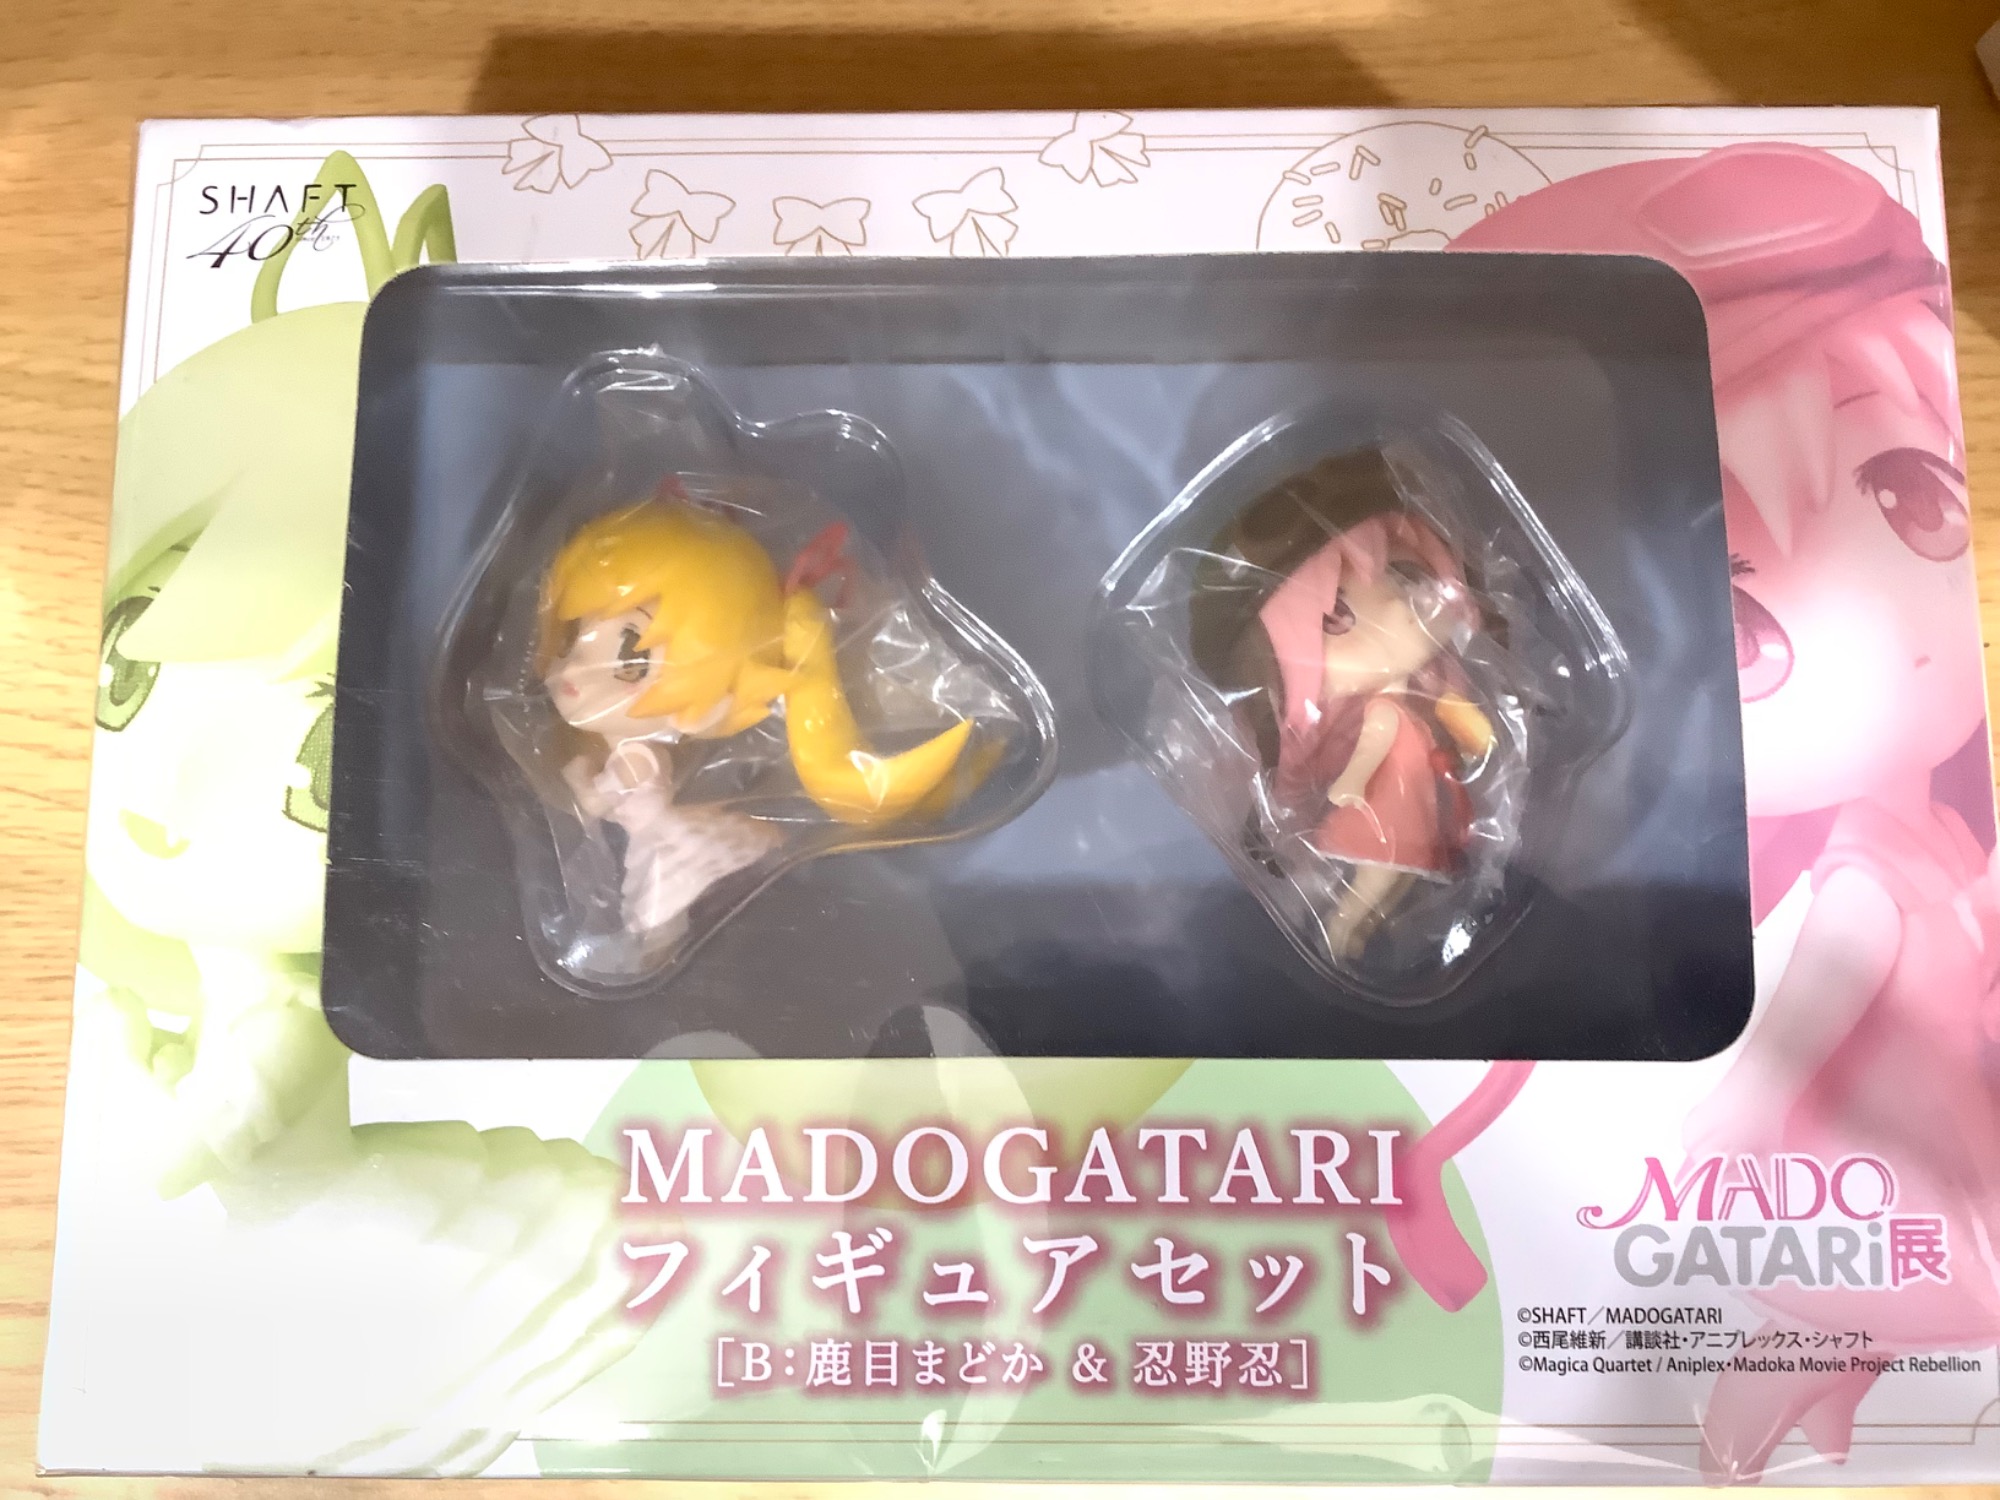 SHAFT
40th
MADOGATARI
フィギュアセット
[B:鹿目まどか & 忍野忍]
MADO
GATARi展
©SHAFT／MADOGATARI
©西尾維新／講談社・アニプレックス・シャフト
©Magica Quartet / Aniplex・Madoka Movie Project Rebellion